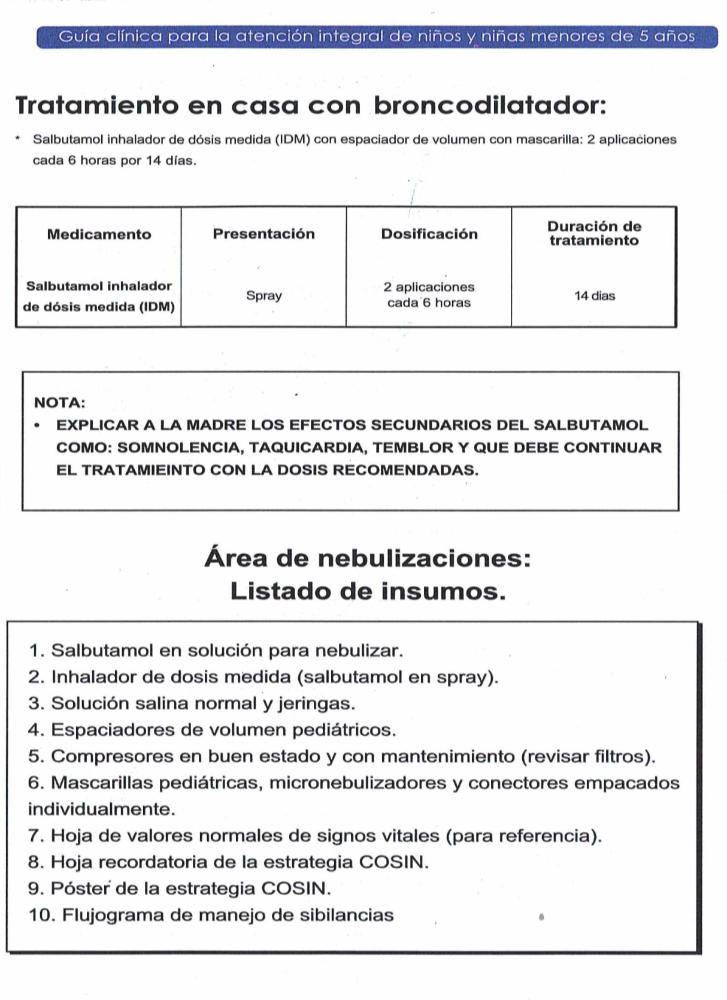 Guía clínica para la atención integral de niños y niñas menores de 5 años
Tratamiento en casa con broncodilatador:
* Salbutamol inhalador de dósis medida (IDM) con espaciador de volumen con mascarilla: 2 aplicaciones
cada 6 horas por 14 días.
Medicamento
Presentación
Dosificación
Duración de
tratamiento
Salbutamol inhalador
de dósis medida (IDM)
Spray
2 aplicaciones
cada 6 horas
14 dias
NOTA:
• EXPLICAR A LA MADRE LOS EFECTOS SECUNDARIOS DEL SALBUTAMOL
COMO: SOMNOLENCIA, TAQUICARDIA, TEMBLOR Y QUE DEBE CONTINUAR
EL TRATAMIEINTO CON LA DOSIS RECOMENDADAS.
Área de nebulizaciones:
Listado de insumos.
1. Salbutamol en solución para nebulizar.
2. Inhalador de dosis medida (salbutamol en spray).
3. Solución salina normal y jeringas.
4. Espaciadores de volumen pediátricos.
5. Compresores en buen estado y con mantenimiento (revisar filtros).
6. Mascarillas pediátricas, micronebulizadores y conectores empacados
individualmente.
7. Hoja de valores normales de signos vitales (para referencia).
8. Hoja recordatoria de la estrategia COSIN.
9. Póster de la estrategia COSIN.
10. Flujograma de manejo de sibilancias